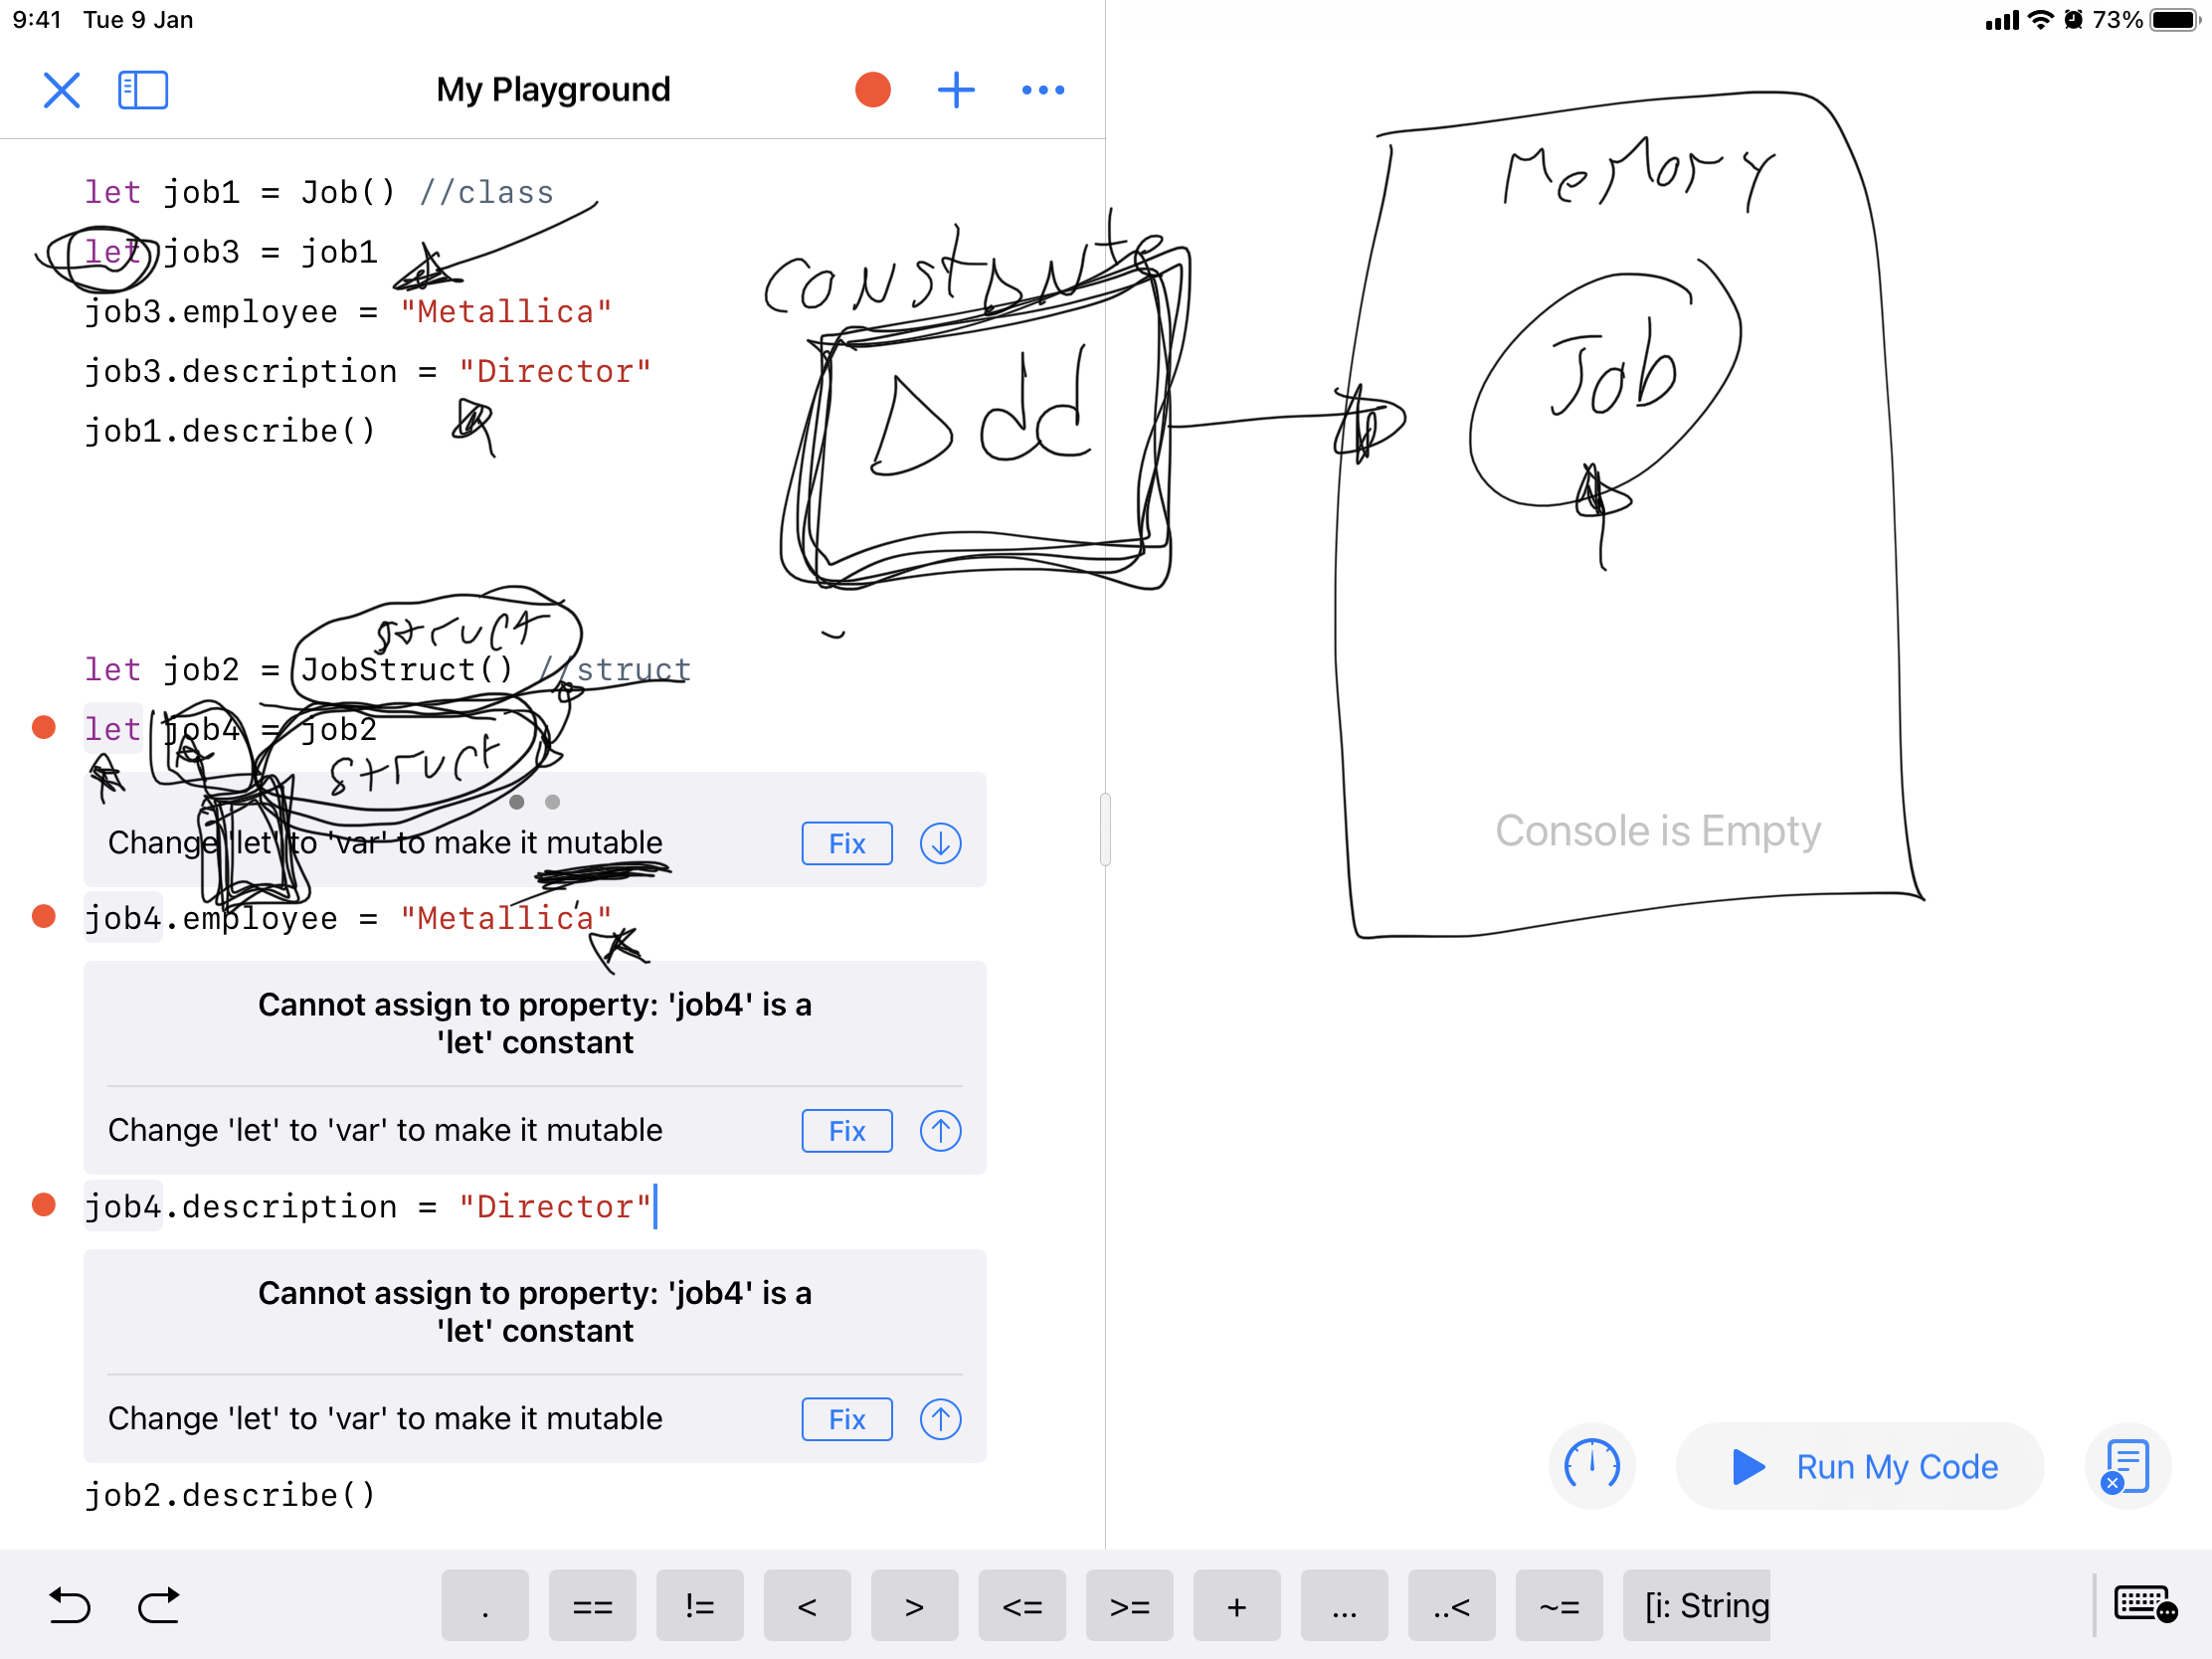 9:41 Tue 9 Jan
73%
My Playground
let job1 = Job() //class
let job3 = job1
job3.employee = "Metallica"
job3.description = "Director"
job1.describe()
constante
Add
Memory
Job
struct
let job2 = JobStruct() //struct
let job4 = job2
struct
Change 'let' to 'var' to make it mutable
Fix
job4.employee = "Metallica"
Cannot assign to property: 'job4' is a
'let' constant
Change 'let' to 'var' to make it mutable
Fix
job4.description = "Director"
Cannot assign to property: 'job4' is a
'let' constant
Change 'let' to 'var' to make it mutable
Fix
job2.describe()
Console is Empty
Run My Code
. == != < > <= >= + ... ..< ~= [i: String